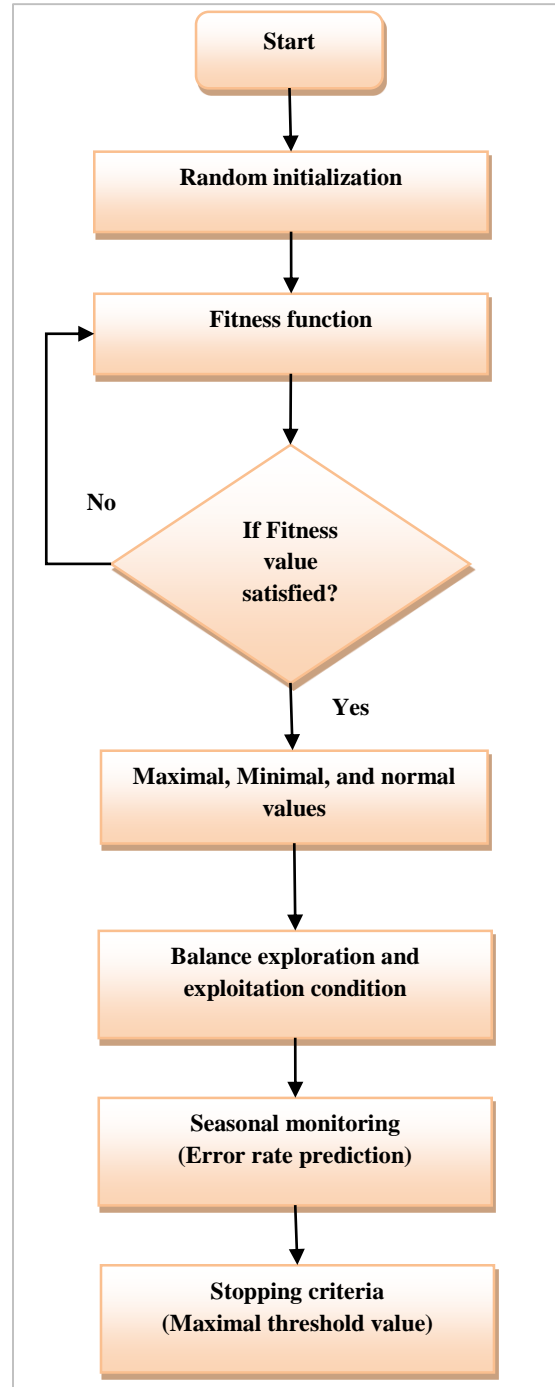 Start
Random initialization
Fitness function
No
If Fitness
value
satisfied?
Yes
Maximal, Minimal, and normal
values
Balance exploration and
exploitation condition
Seasonal monitoring
(Error rate prediction)
Stopping criteria
(Maximal threshold value)